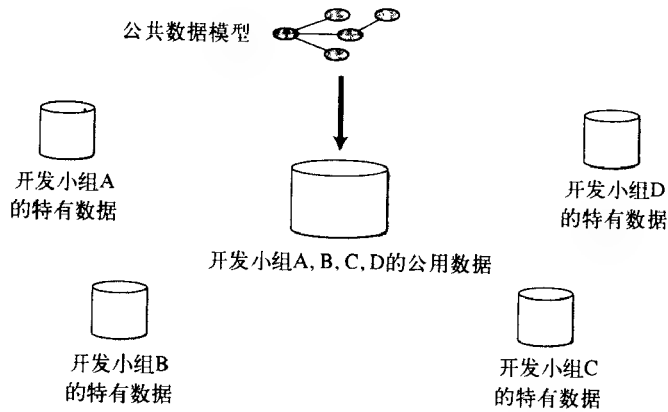 公共数据模型
开发小组A
的特有数据
开发小组D
的特有数据
开发小组A, B, C, D的公用数据
开发小组B
的特有数据
开发小组C
的特有数据